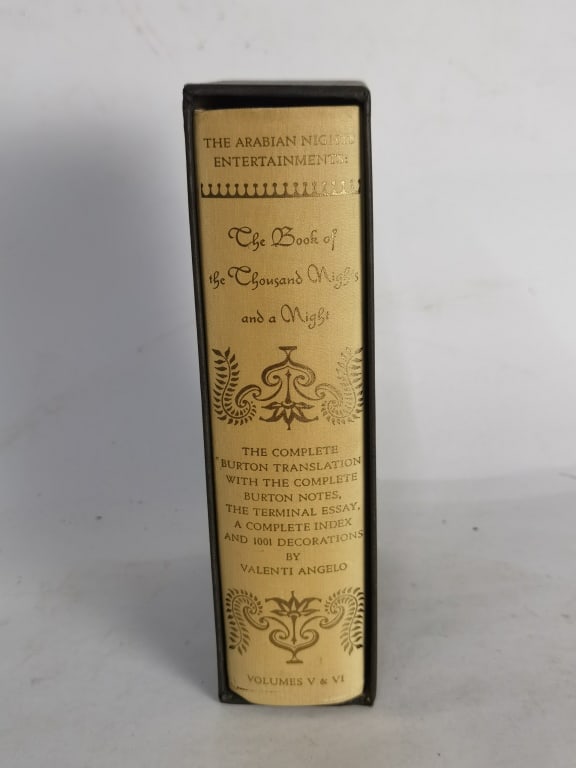 THE ARABIAN NIGHTS
ENTERTAINMENTS:
The Book of
the Thousand Nights
and a Night
THE COMPLETE
BURTON TRANSLATION
WITH THE COMPLETE
BURTON NOTES,
THE TERMINAL ESSAY,
A COMPLETE INDEX
AND 1001 DECORATIONS
BY
VALENTI ANGELO
VOLUMES V & VI